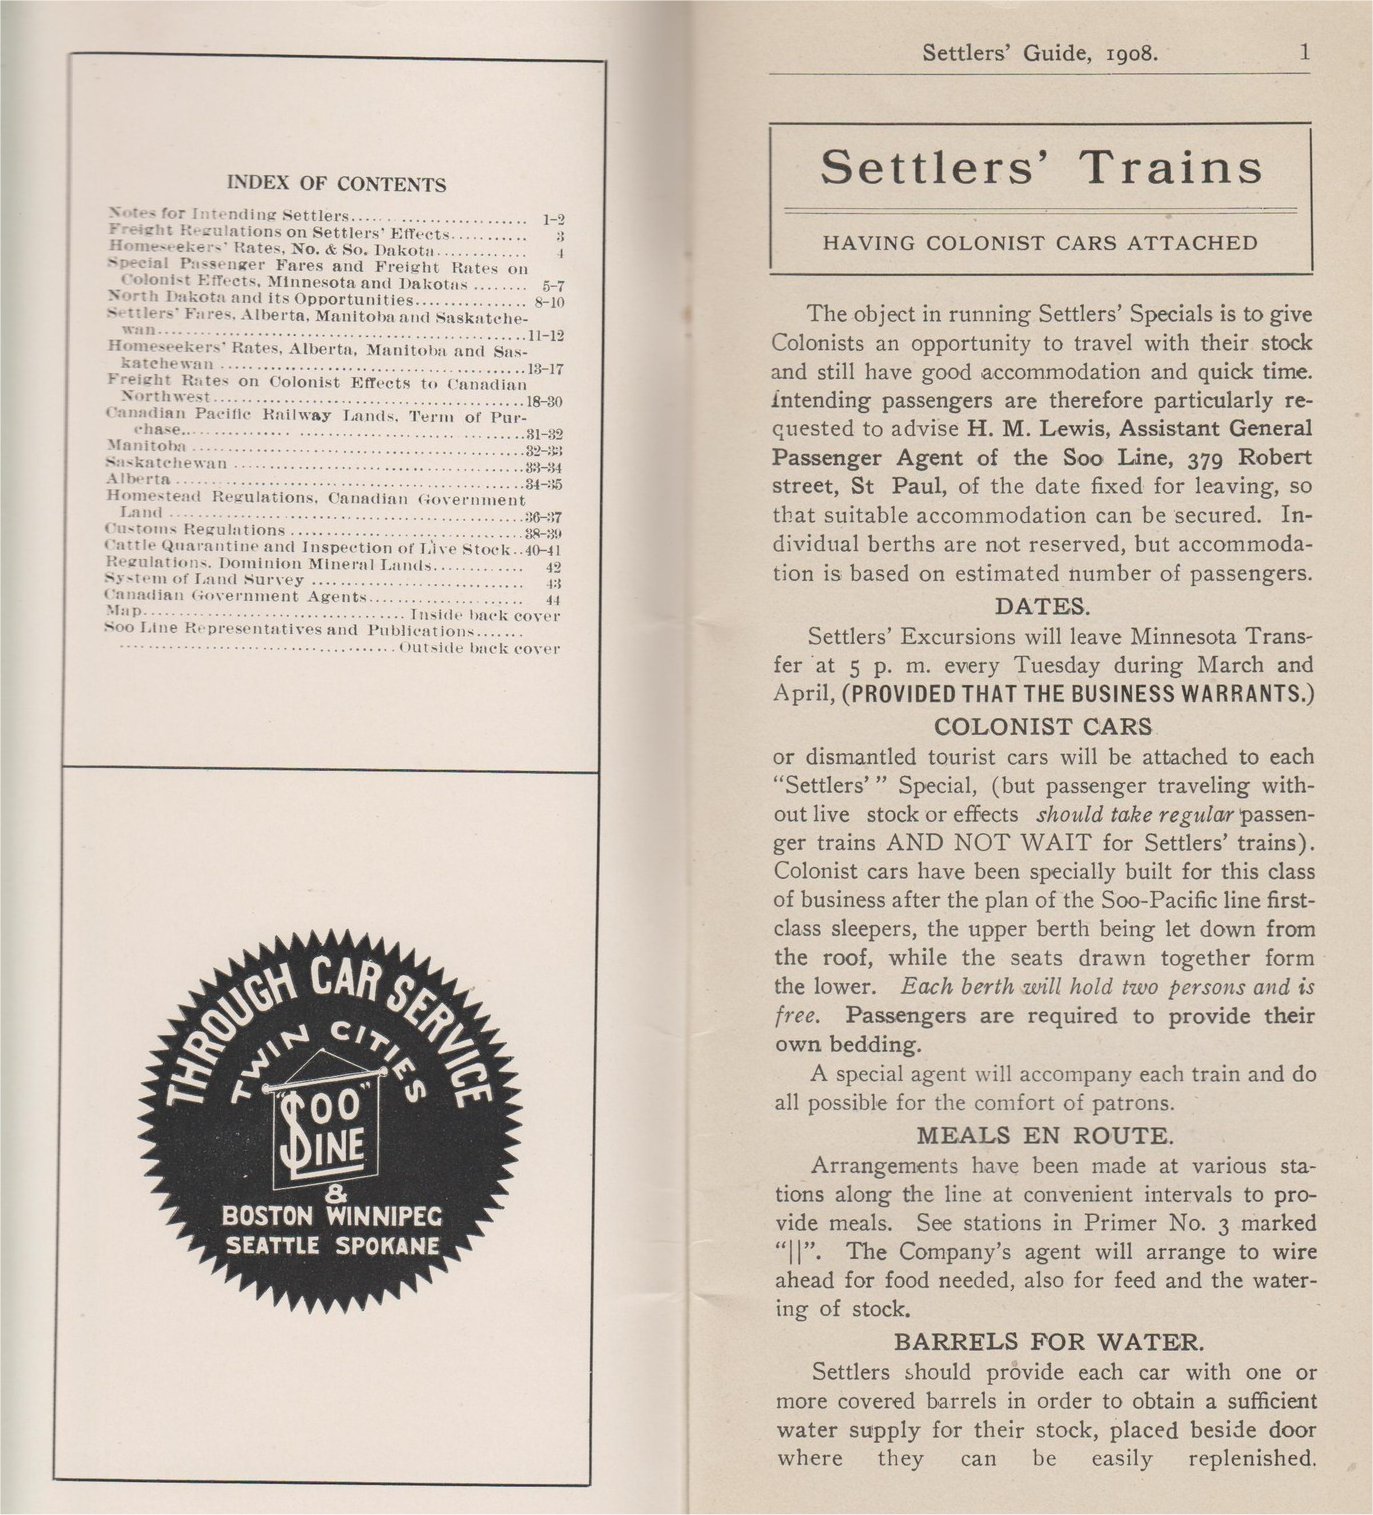 INDEX OF CONTENTS
Notes for Intending Settlers..... .................... 1-2
Freight Regulations on Settlers' Effects........... 3
Homeseekers' Rates, No. & So. Dakota............. 4
Special Passenger Fares and Freight Rates on
Colonist Effects, Minnesota and Dakotas ........ 5-7
North Dakota and its Opportunities................ 8-10
Settlers' Fares, Alberta, Manitoba and Saskatche-
wan....................................................11-12
Homeseekers' Rates, Alberta, Manitoba and Sas-
katchewan ..........................................13-17
Freight Rates on Colonist Effects to Canadian
Northwest............................................18-30
Canadian Pacific Railway Lands, Term of Pur-
chase................. ................................31-32
Manitoba ..............................................32-33
Saskatchewan ........................................33-34
Alberta ................................................34-35
Homestead Regulations, Canadian Government
Land ................................................36-37
Customs Regulations ................................38-39
Cattle Quarantine and Inspection of Live Stock..40-41
Regulations, Dominion Mineral Lands............. 42
System of Land Survey ............................ 43
Canadian Government Agents...................... 44
Map................................... Inside back cover
Soo Line Representatives and Publications.......
...................................... Outside back cover
THROUGH CAR SERVICE
TWIN CITIES
"SOO"
LINE
&
BOSTON WINNIPEG
SEATTLE SPOKANE
Settlers' Guide, 1908. 1
Settlers' Trains
HAVING COLONIST CARS ATTACHED
The object in running Settlers' Specials is to give
Colonists an opportunity to travel with their stock
and still have good accommodation and quick time.
Intending passengers are therefore particularly re-
quested to advise H. M. Lewis, Assistant General
Passenger Agent of the Soo Line, 379 Robert
street, St Paul, of the date fixed for leaving, so
that suitable accommodation can be secured. In-
dividual berths are not reserved, but accommoda-
tion is based on estimated number of passengers.
DATES.
Settlers' Excursions will leave Minnesota Trans-
fer at 5 p. m. every Tuesday during March and
April, (PROVIDED THAT THE BUSINESS WARRANTS.)
COLONIST CARS
or dismantled tourist cars will be attached to each
"Settlers' " Special, (but passenger traveling with-
out live stock or effects should take regular passen-
ger trains AND NOT WAIT for Settlers' trains).
Colonist cars have been specially built for this class
of business after the plan of the Soo-Pacific line first-
class sleepers, the upper berth being let down from
the roof, while the seats drawn together form
the lower. Each berth will hold two persons and is
free. Passengers are required to provide their
own bedding.
A special agent will accompany each train and do
all possible for the comfort of patrons.
MEALS EN ROUTE.
Arrangements have been made at various sta-
tions along the line at convenient intervals to pro-
vide meals. See stations in Primer No. 3 marked
"||". The Company's agent will arrange to wire
ahead for food needed, also for feed and the water-
ing of stock.
BARRELS FOR WATER.
Settlers should provide each car with one or
more covered barrels in order to obtain a sufficient
water supply for their stock, placed beside door
where they can be easily replenished.